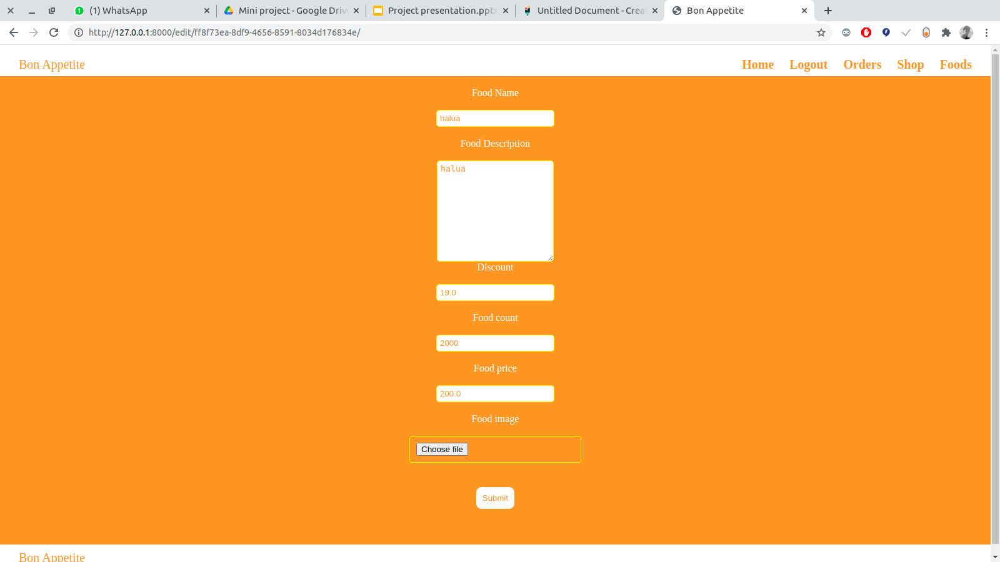 (1) WhatsApp
Mini project - Google Driv
Project presentation.pptx
Untitled Document - Crea
Bon Appetite
http://127.0.0.1:8000/edit/ff8f73ea-8df9-4656-8591-8034d176834e/
Bon Appetite Home Logout Orders Shop Foods
Food Name
halua
Food Description
halua
Discount
19.0
Food count
2000
Food price
200.0
Food image
Choose file
Submit
Bon Appetite